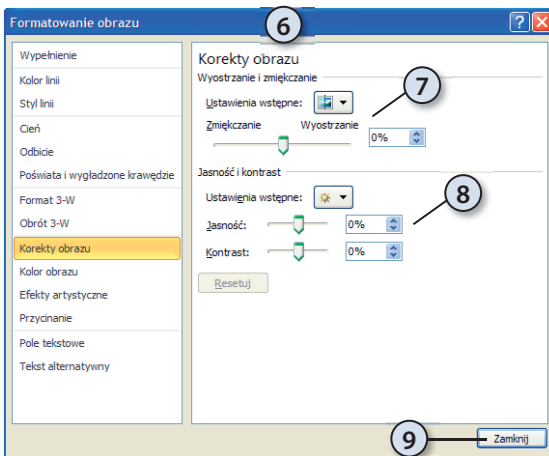 Formatowanie obrazu
6
Wypełnienie
Kolor linii
Styl linii
Cień
Odbicie
Poświata i wygładzone krawędzie
Format 3-W
Obrót 3-W
Korekty obrazu
Kolor obrazu
Efekty artystyczne
Przycinanie
Pole tekstowe
Tekst alternatywny
Korekty obrazu
Wyostrzanie i zmiękczanie
Ustawienia wstępne:
7
Zmiękczanie Wyostrzanie
0%
Jasność i kontrast
Ustawienia wstępne:
8
Jasność: 0%
Kontrast: 0%
Resetuj
9
Zamknij